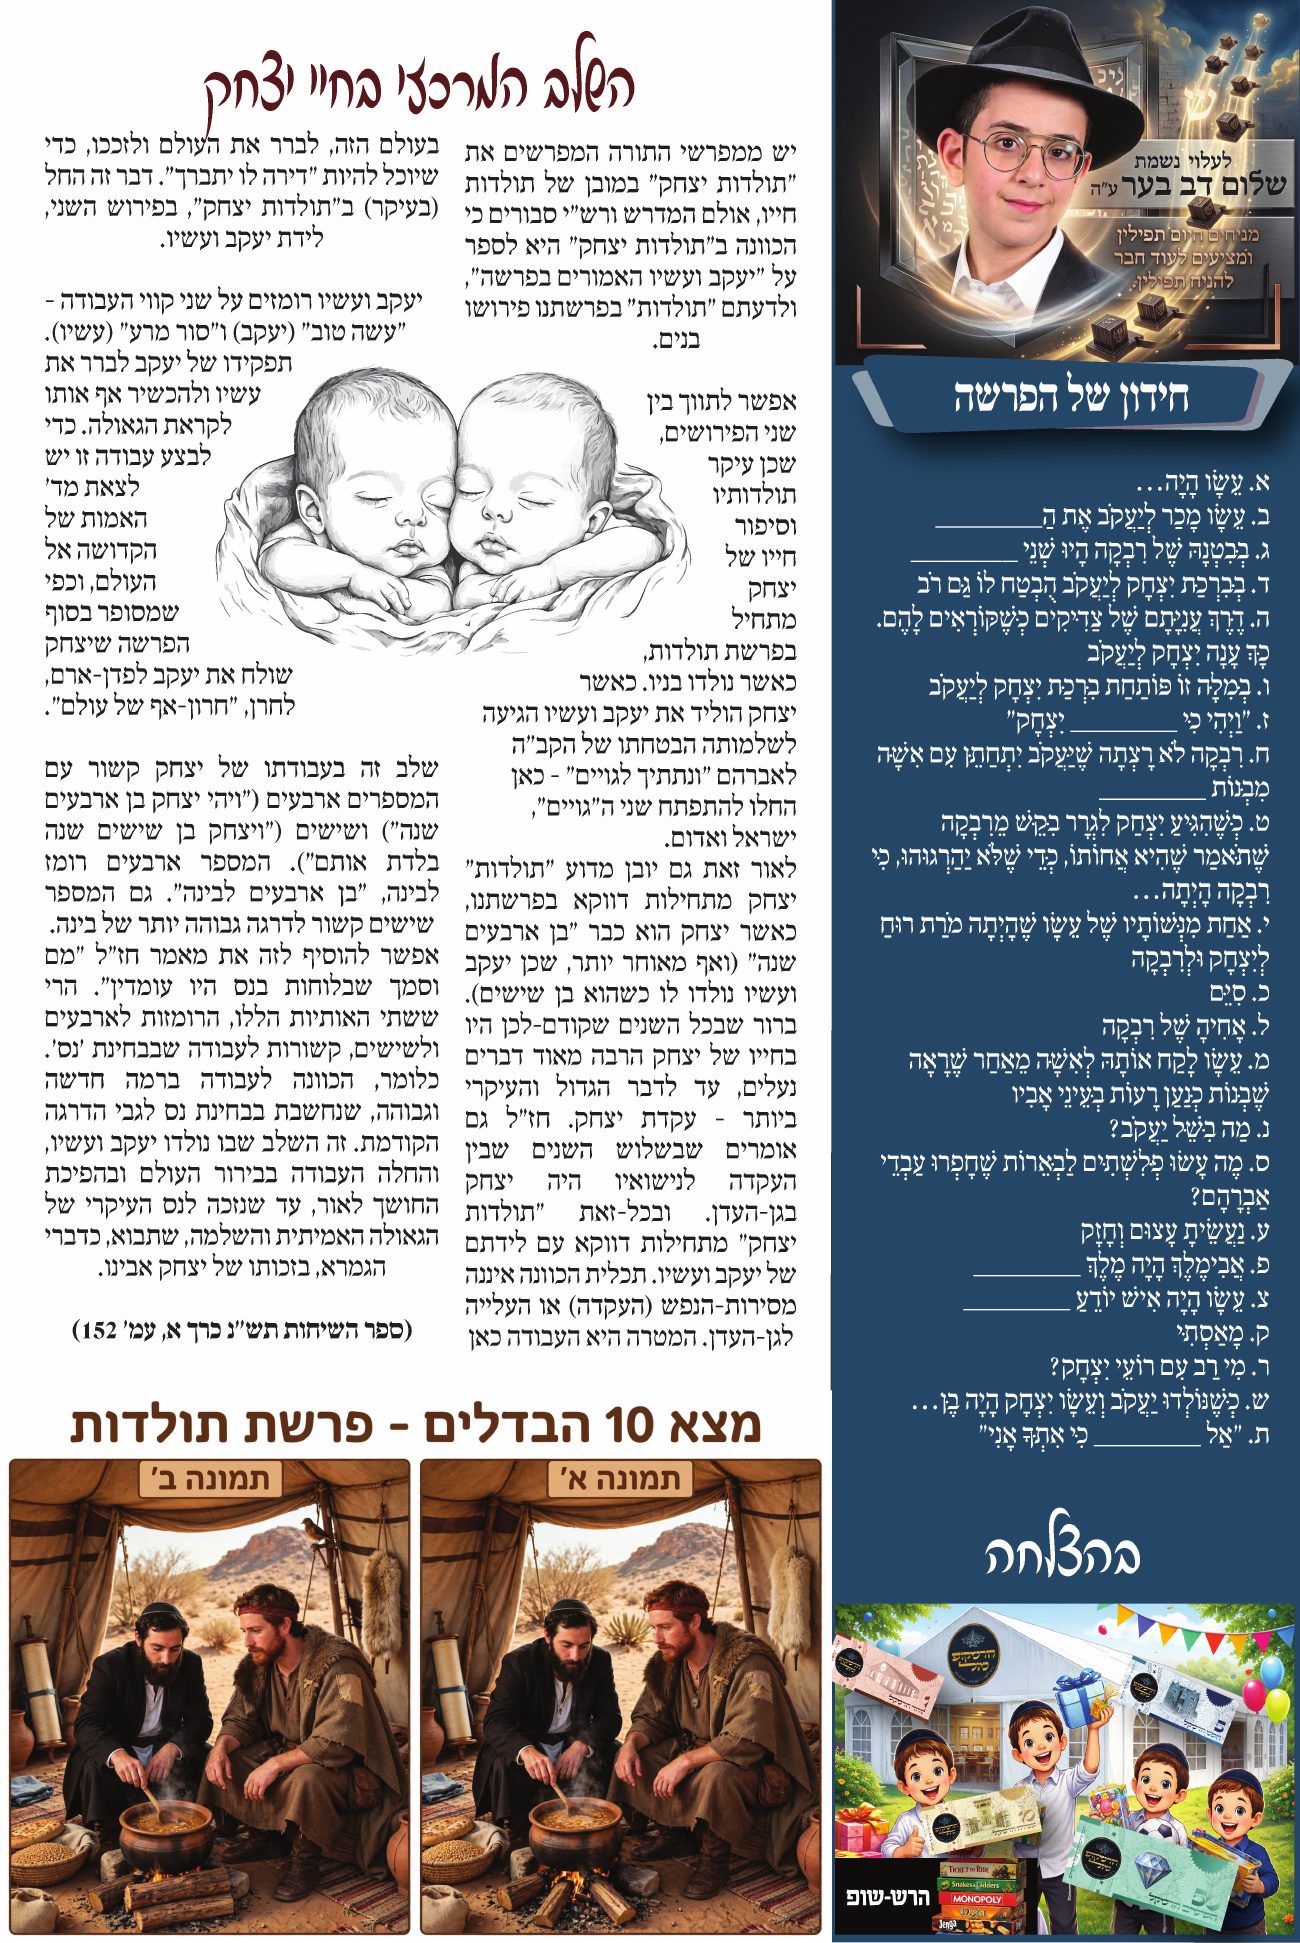 השלב המרכזי בחיי יצחק
יש ממפרשי התורה המפרשים את
"תולדות יצחק" במובן של תולדות
חייו, אולם המדרש ורש"י סבורים כי
הכוונה ב"תולדות יצחק" היא לספר
על "יעקב ועשיו האמורים בפרשה",
ולדעתם "תולדות" בפרשתנו פירושו
בנים.
אפשר לתווך בין
שני הפירושים,
שכן עיקר
תולדותיו
וסיפור
חייו של
יצחק
מתחיל
בפרשת תולדות,
כאשר נולדו בניו. כאשר
יצחק הוליד את יעקב ועשיו הגיעה
לשלמותה הבטחתו של הקב"ה
לאברהם "ונתתיך לגויים" - כאן
החלו להתפתח שני ה"גויים",
ישראל ואדום.
לאור זאת גם יובן מדוע "תולדות"
יצחק מתחילות דווקא בפרשתנו,
כאשר יצחק הוא כבר "בן ארבעים
שנה" (ואף מאוחר יותר, שכן יעקב
ועשיו נולדו לו כשהוא בן שישים).
ברור שבכל השנים שקודם-לכן היו
בחייו של יצחק הרבה מאוד דברים
נעלים, עד לדבר הגדול והעיקרי
ביותר - עקדת יצחק. חז"ל גם
אומרים שבשלוש השנים שבין
העקדה לנישואיו היה יצחק
בגן-העדן. ובכל-זאת "תולדות
יצחק" מתחילות דווקא עם לידתם
של יעקב ועשיו. תכלית הכוונה איננה
מסירות-הנפש (העקדה) או העלייה
לגן-העדן. המטרה היא העבודה כאן
בעולם הזה, לברר את העולם ולזככו, כדי
שיוכל להיות "דירה לו יתברך". דבר זה החל
(בעיקר) ב"תולדות יצחק", בפירוש השני,
לידת יעקב ועשיו.
יעקב ועשיו רומזים על שני קווי העבודה -
"עשה טוב" (יעקב) ו"סור מרע" (עשיו).
תפקידו של יעקב לברר את
עשיו ולהכשיר אף אותו
לקראת הגאולה. כדי
לבצע עבודה זו יש
לצאת מד'
האמות של
הקדושה אל
העולם, וכפי
שמסופר בסוף
הפרשה שיצחק
שולח את יעקב לפדן-ארם,
לחרן, "חרון-אף של עולם".
שלב זה בעבודתו של יצחק קשור עם
המספרים ארבעים ("ויהי יצחק בן ארבעים
שנה") ושישים ("ויצחק בן שישים שנה
בלדת אותם"). המספר ארבעים רומז
לבינה, "בן ארבעים לבינה". גם המספר
שישים קשור לדרגה גבוהה יותר של בינה.
אפשר להוסיף לזה את מאמר חז"ל "מם
וסמך שבלוחות בנס היו עומדין". הרי
ששתי האותיות הללו, הרומזות לארבעים
ולשישים, קשורות לעבודה שבבחינת 'נס'.
כלומר, הכוונה לעבודה ברמה חדשה
וגבוהה, שנחשבת בבחינת נס לגבי הדרגה
הקודמת. זה השלב שבו נולדו יעקב ועשיו,
והחלה העבודה בבירור העולם ובהפיכת
החושך לאור, עד שנזכה לנס העיקרי של
הגאולה האמיתית והשלמה, שתבוא, כדברי
הגמרא, בזכותו של יצחק אבינו.
(ספר השיחות תש"נ כרך א, עמ' 152)
לעלוי נשמת
שלום דב בער ע"ה
מניחים היום תפילין
ומציעים לעוד חבר
להניח תפילין.
חידון של הפרשה
א. עֵשָׂו הָיָה...
ב. עֵשָׂו מָכַר לְיַעֲקֹב אֶת הַ________
ג. בְּבִטְנָהּ שֶׁל רִבְקָה הָיוּ שְׁנֵי ________
ד. בְּבִרְכַּת יִצְחָק לְיַעֲקֹב הֻבְטַח לוֹ גַּם רֹב
ה. דֶּרֶךְ עֲנִיָּתָם שֶׁל צַדִּיקִים כְּשֶׁקּוֹרְאִים לָהֶם.
כָּךְ עָנָה יִצְחָק לְיַעֲקֹב
ו. בְּמִלָּה זוֹ פּוֹתַחַת בִּרְכַּת יִצְחָק לְיַעֲקֹב
ז. "וַיְהִי כִּי ________ יִצְחָק"
ח. רִבְקָה לֹא רָצְתָה שֶׁיַּעֲקֹב יִתְחַתֵּן עִם אִשָּׁה
מִבְּנוֹת ________
ט. כְּשֶׁהִגִּיעַ יִצְחַק לִגְרָר בִּקֵּשׁ מֵרִבְקָה
שֶׁתֹּאמַר שֶׁהִיא אֲחוֹתוֹ, כְּדֵי שֶׁלֹּא יַהַרְגוּהוּ, כִּי
רִבְקָה הָיְתָה...
י. אַחַת מִנְּשׁוֹתָיו שֶׁל עֵשָׂו שֶׁהָיְתָה מֹרַת רוּחַ
לְיִצְחָק וּלְרִבְקָה
כ. סִיֵּם
ל. אָחִיהָ שֶׁל רִבְקָה
מ. עֵשָׂו לָקַח אוֹתָהּ לְאִשָּׁה מֵאַחַר שֶׁרָאָה
שֶׁבְּנוֹת כְּנַעַן רָעוֹת בְּעֵינֵי אָבִיו
נ. מַה בִּשֵּׁל יַעֲקֹב?
ס. מֶה עָשׂוּ פְּלִשְׁתִּים לַבְּאֵרוֹת שֶׁחָפְרוּ עַבְדֵי
אַבְרָהָם?
ע. נַעֲשֵׂיתָ עָצוּם וְחָזָק
פ. אֲבִימֶלֶךְ הָיָה מֶלֶךְ ________
צ. עֵשָׂו הָיָה אִישׁ יוֹדֵעַ ________
ק. מָאַסְתִּי
ר. מִי רַב עִם רוֹעֵי יִצְחָק?
ש. כְּשֶׁנּוֹלְדוּ יַעֲקֹב וְעֵשָׂו יִצְחָק הָיָה בֶּן...
ת. "אַל ________ כִּי אִתְּךָ אָנִי"
בהצלחה
הרש-שופ
TICKET TO RIDE
Snakes & Ladders
MONOPOLY
Jenga
מצא 10 הבדלים - פרשת תולדות
תמונה א'
תמונה ב'